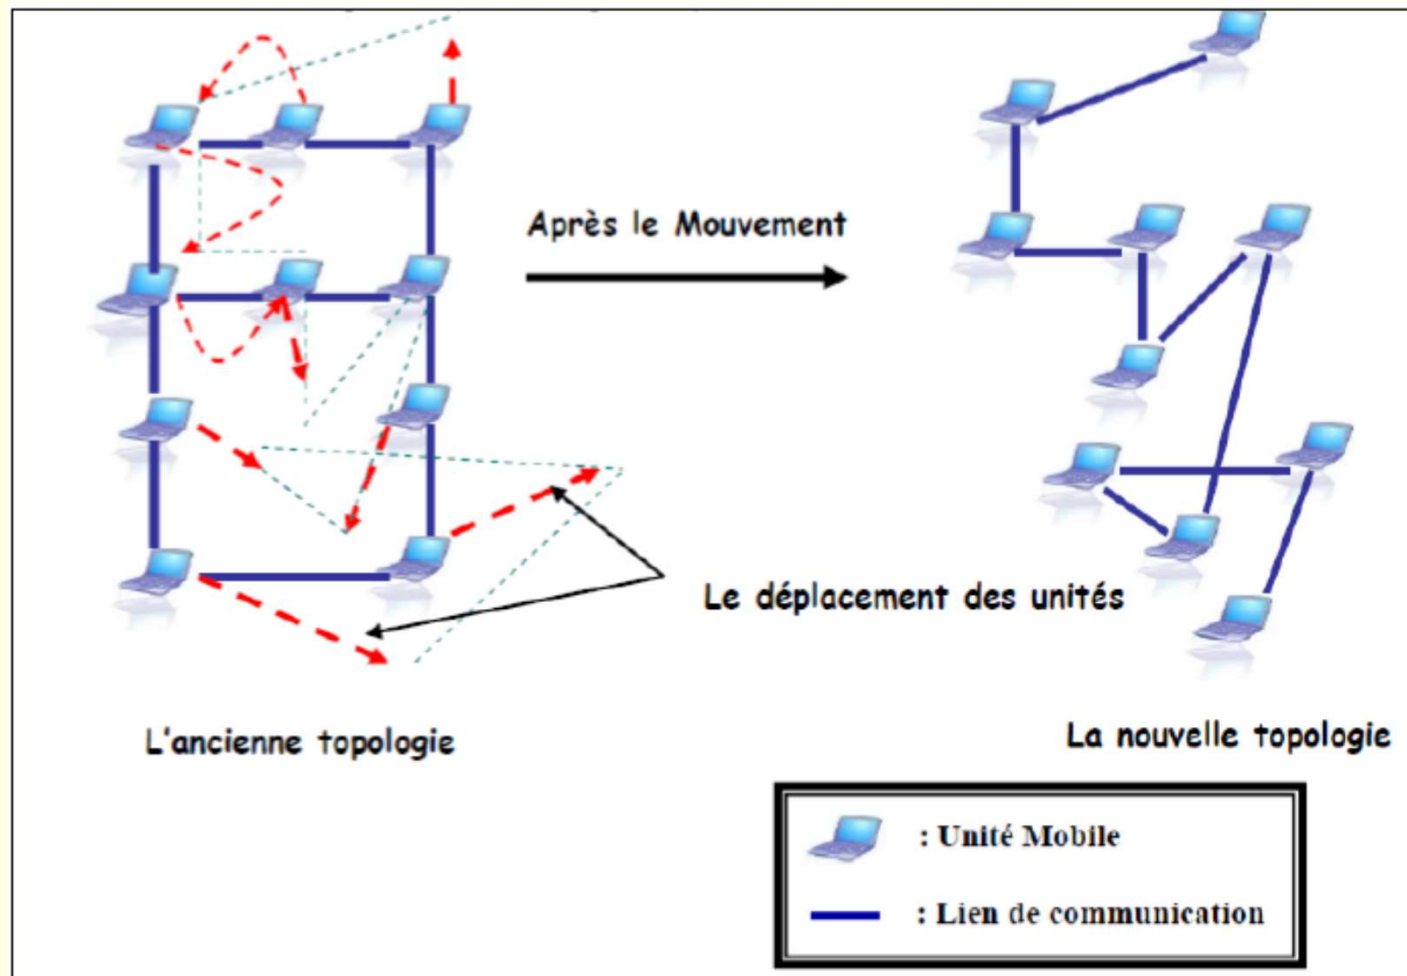 Après le Mouvement
Le déplacement des unités
L'ancienne topologie
La nouvelle topologie
: Unité Mobile
: Lien de communication